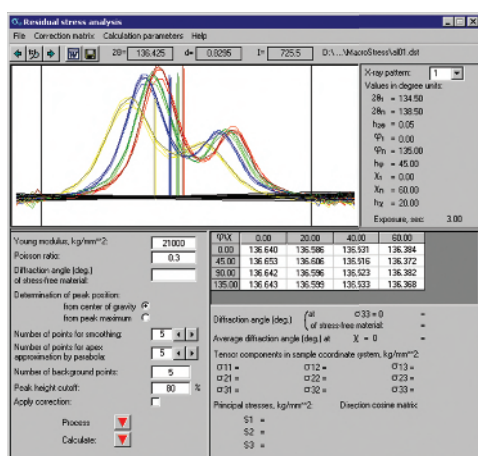 Residual stress analysis
File Correction matrix Calculation parameters Help
2θ= 136.425 d= 0.8295 I= 725.5 D:\...\MacroStress\al01.dst
X-ray pattern: 1
Values in degree units:
2θ1 = 134.50
2θn = 138.50
h2θ = 0.05
φ1 = 0.00
φn = 135.00
hφ = 45.00
χ1 = 0.00
χn = 60.00
hχ = 20.00
Exposure, sec: 3.00
Young modulus, kg/mm**2: 21000
Poisson ratio: 0.3
Diffraction angle (deg.)
of stress-free material:
Determination of peak position:
from center of gravity
from peak maximum
Number of points for smoothing: 5
Number of points for apex
approximation by parabola: 5
Number of background points: 5
Peak height cutoff: 80 %
Apply correction:
Process
Calculate:
φ\χ 0.00 20.00 40.00 60.00
0.00 136.640 136.586 136.531 136.384
45.00 136.653 136.606 136.516 136.372
90.00 136.642 136.596 136.523 136.382
135.00 136.643 136.599 136.533 136.368
Diffraction angle (deg.) at σ33 = 0 =
of stress-free material: =
Average diffraction angle (deg.) at χ = 0 =
Tensor components in sample coordinate system, kg/mm**2:
σ11 = σ12 = σ13 =
σ21 = σ22 = σ23 =
σ31 = σ32 = σ33 =
Principal stresses, kg/mm**2: Direction cosine matrix:
S1 =
S2 =
S3 =